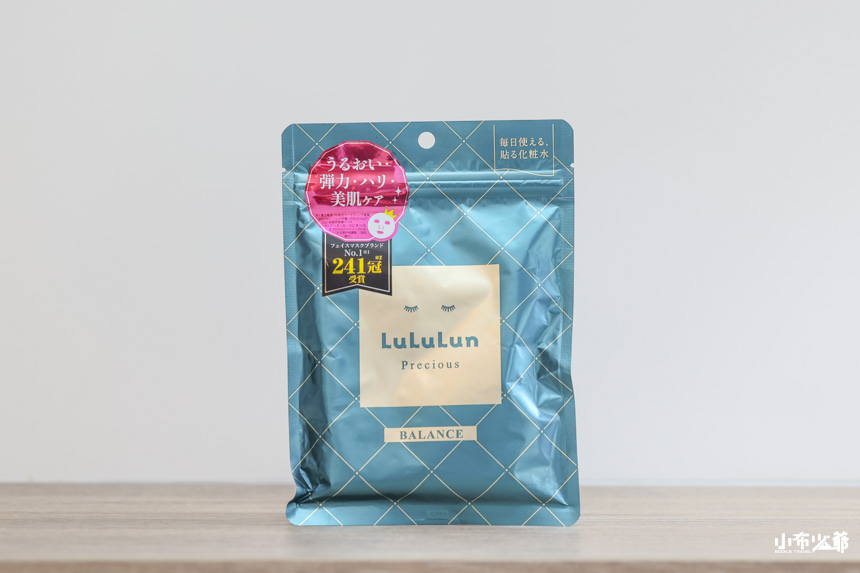 毎日使える、
貼る化粧水
うるおい・
弾力・ハリ・
美肌ケア
フェイスマスクブランド
No.1
241冠
受賞
LuLuLun
Precious
BALANCE
小布少爺